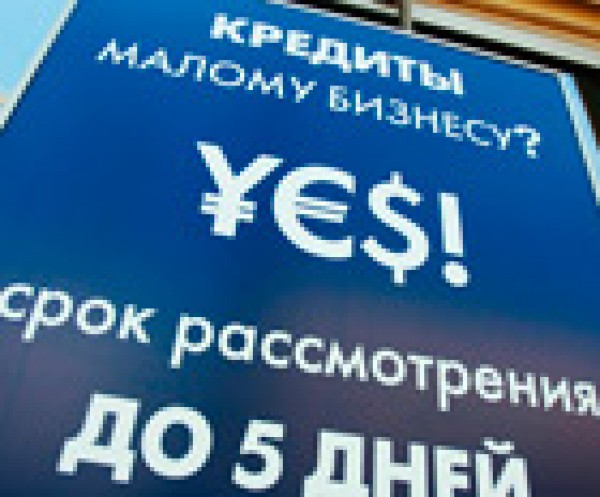 КРЕДИТЫ
МАЛОМУ БИЗНЕСУ?
¥€$!
срок рассмотрения
ДО 5 ДНЕЙ